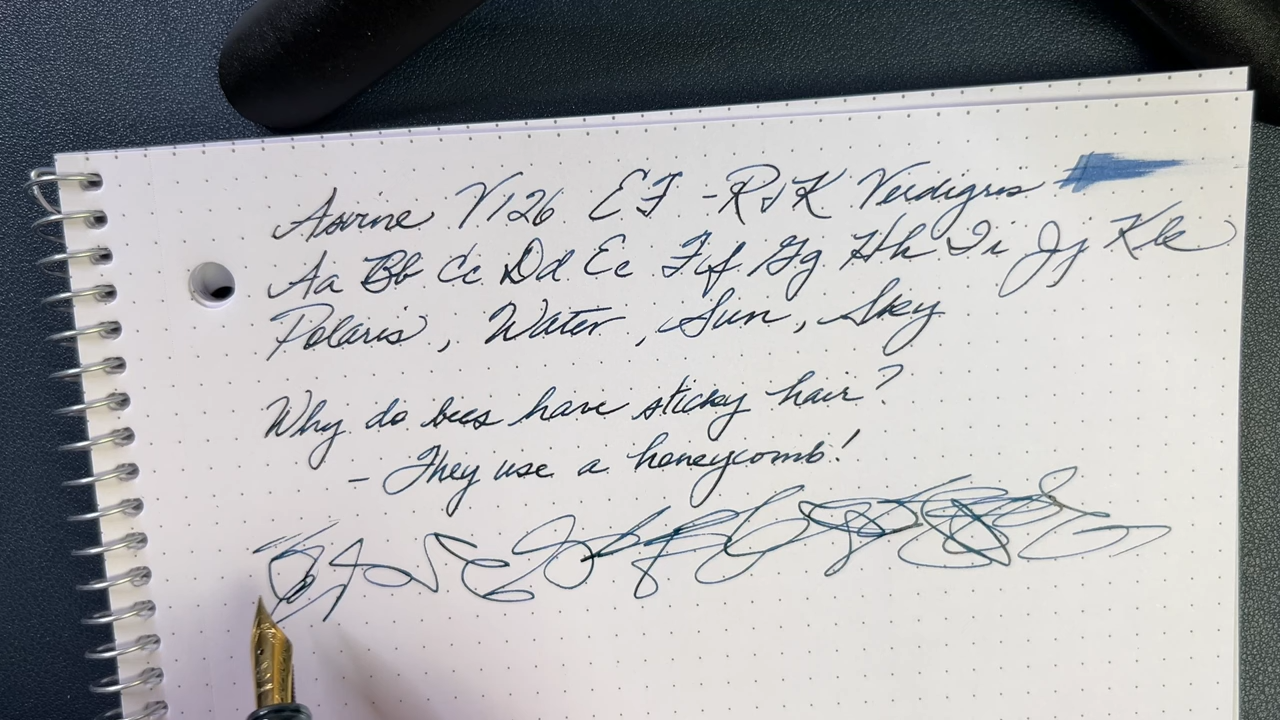 Asvine V126 EF - R&K Verdigris
Aa Bb Cc Dd Ee Ff Gg Hh Ii Jj Kk
Polaris, Water, Sun, Sky
Why do bees have sticky hair?
- They use a honeycomb!